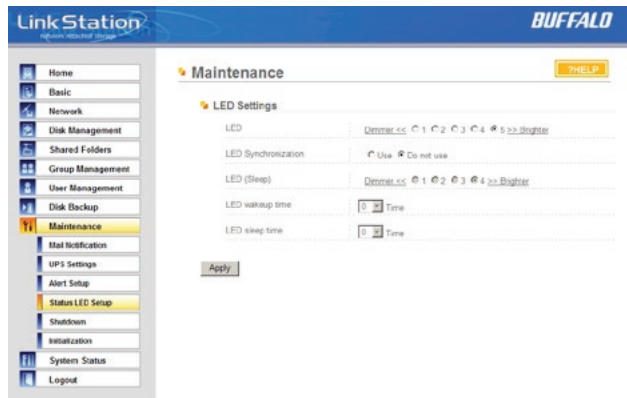 LinkStation
network attached storage
BUFFALO
Home
Basic
Network
Disk Management
Shared Folders
Group Management
User Management
Disk Backup
Maintenance
Mail Notification
UPS Settings
Alert Setup
Status LED Setup
Shutdown
Initialization
System Status
Logout
Maintenance
?HELP
LED Settings
LED Dimmer << 1 2 3 4 5 >> Brighter
LED Synchronization Use Do not use
LED (Sleep) Dimmer << 1 2 3 4 >> Brighter
LED wakeup time 0 Time
LED sleep time 0 Time
Apply